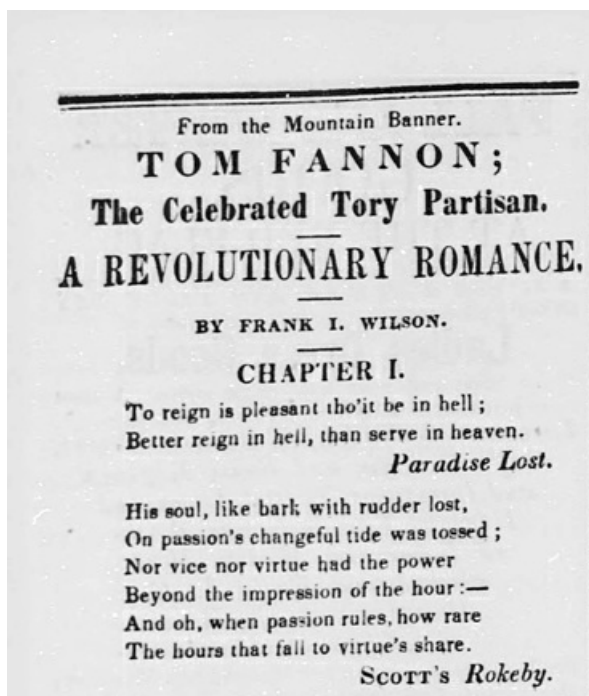 From the Mountain Banner.
TOM FANNON;
The Celebrated Tory Partisan.
A REVOLUTIONARY ROMANCE.
BY FRANK I. WILSON.
CHAPTER I.
To reign is pleasant tho'it be in hell;
Better reign in hell, than serve in heaven.
Paradise Lost.
His soul, like bark with rudder lost,
On passion's changeful tide was tossed;
Nor vice nor virtue had the power
Beyond the impression of the hour:—
And oh, when passion rules, how rare
The hours that fall to virtue's share.
SCOTT'S Rokeby.